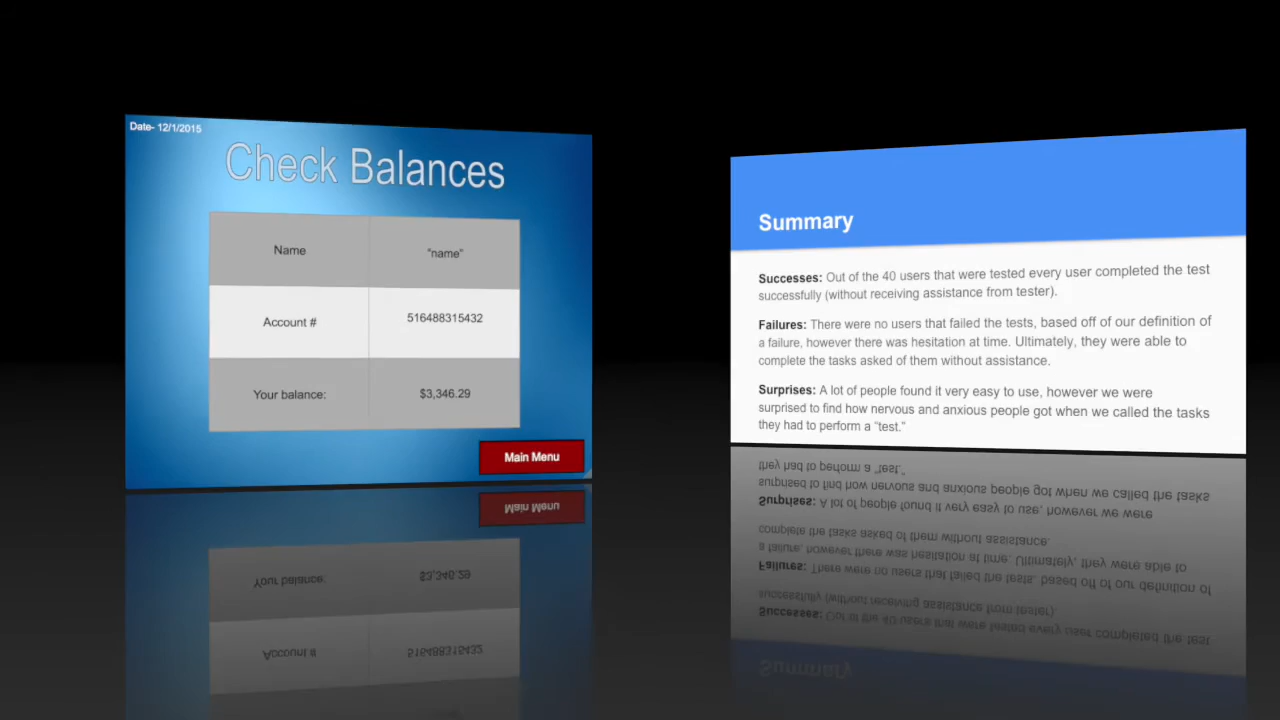 Date- 12/1/2015
Check Balances
Name "name"
Account # 516488315432
Your balance: $3,346.29
Main Menu
Summary
Successes: Out of the 40 users that were tested every user completed the test
successfully (without receiving assistance from tester).
Failures: There were no users that failed the tests, based off of our definition of
a failure, however there was hesitation at time. Ultimately, they were able to
complete the tasks asked of them without assistance.
Surprises: A lot of people found it very easy to use, however we were
surprised to find how nervous and anxious people got when we called the tasks
they had to perform a "test."